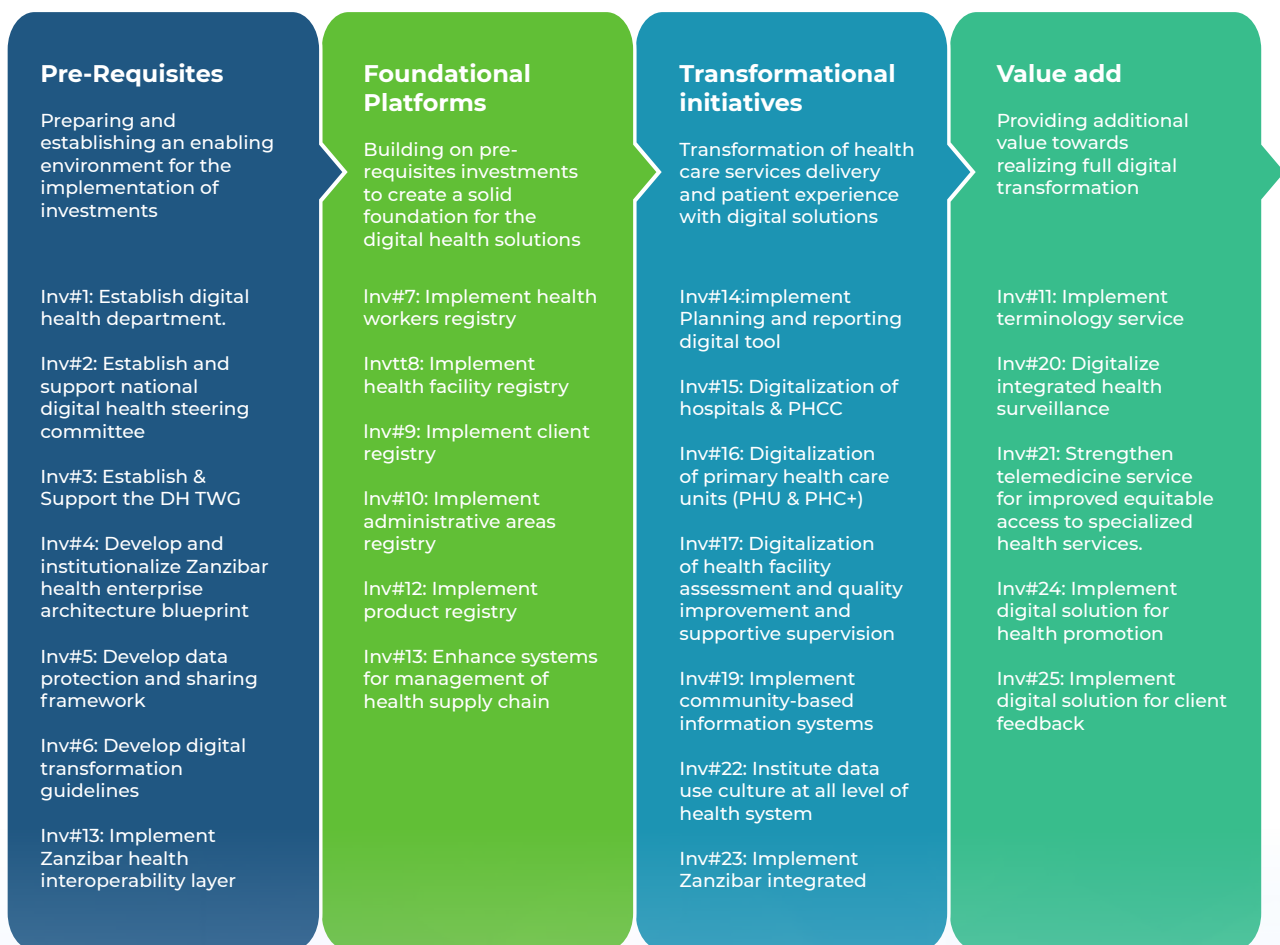 Pre-Requisites
Preparing and
establishing an enabling
environment for the
implementation of
investments
Inv#1: Establish digital
health department.
Inv#2: Establish and
support national
digital health steering
committee
Inv#3: Establish &
Support the DH TWG
Inv#4: Develop and
institutionalize Zanzibar
health enterprise
architecture blueprint
Inv#5: Develop data
protection and sharing
framework
Inv#6: Develop digital
transformation
guidelines
Inv#13: Implement
Zanzibar health
interoperability layer
Foundational
Platforms
Building on pre-
requisites investments
to create a solid
foundation for the
digital health solutions
Inv#7: Implement health
workers registry
Invtt8: Implement
health facility registry
Inv#9: Implement client
registry
Inv#10: Implement
administrative areas
registry
Inv#12: Implement
product registry
Inv#13: Enhance systems
for management of
health supply chain
Transformational
initiatives
Transformation of health
care services delivery
and patient experience
with digital solutions
Inv#14:implement
Planning and reporting
digital tool
Inv#15: Digitalization of
hospitals & PHCC
Inv#16: Digitalization
of primary health care
units (PHU & PHC+)
Inv#17: Digitalization
of health facility
assessment and quality
improvement and
supportive supervision
Inv#19: Implement
community-based
information systems
Inv#22: Institute data
use culture at all level of
health system
Inv#23: Implement
Zanzibar integrated
Value add
Providing additional
value towards
realizing full digital
transformation
Inv#11: Implement
terminology service
Inv#20: Digitalize
integrated health
surveillance
Inv#21: Strengthen
telemedicine service
for improved equitable
access to specialized
health services.
Inv#24: Implement
digital solution for
health promotion
Inv#25: Implement
digital solution for client
feedback